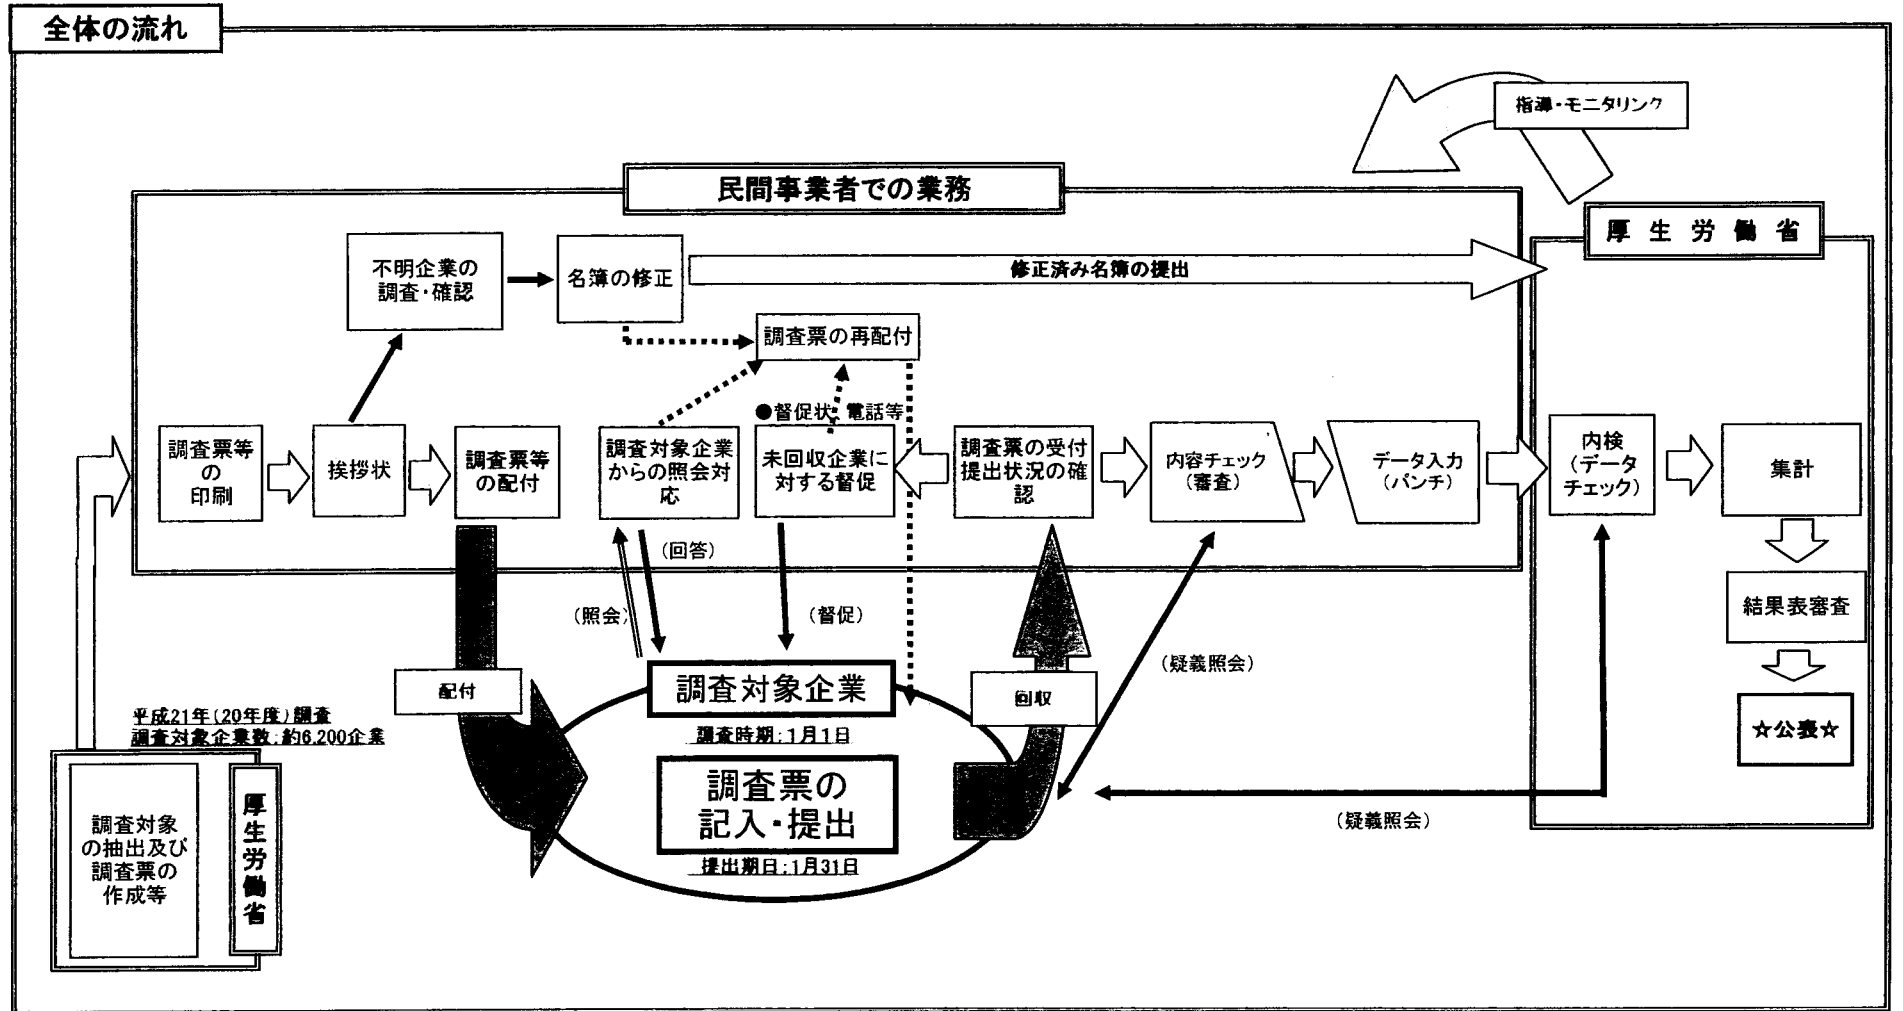 全体の流れ
指導・モニタリング
民間事業者での業務
厚生労働省
不明企業の
調査・確認
名簿の修正
修正済み名簿の提出
調査票の再配付
●督促状、電話等
調査票等
の
印刷
挨拶状
調査票等
の配付
調査対象企業
からの照会対
応
未回収企業に
対する督促
調査票の受付
提出状況の確
認
内容チェック
(審査)
データ入力
(パンチ)
内検
(データ
チェック)
集計
(回答)
(照会)
(督促)
結果表審査
(疑義照会)
配付
調査対象企業
回収
平成21年(20年度)調査
調査対象企業数:約6,200企業
調査時期:1月1日
☆公表☆
調査票の
記入・提出
(疑義照会)
提出期日:1月31日
調査対象
の抽出及び
調査票の
作成等
厚生労働省